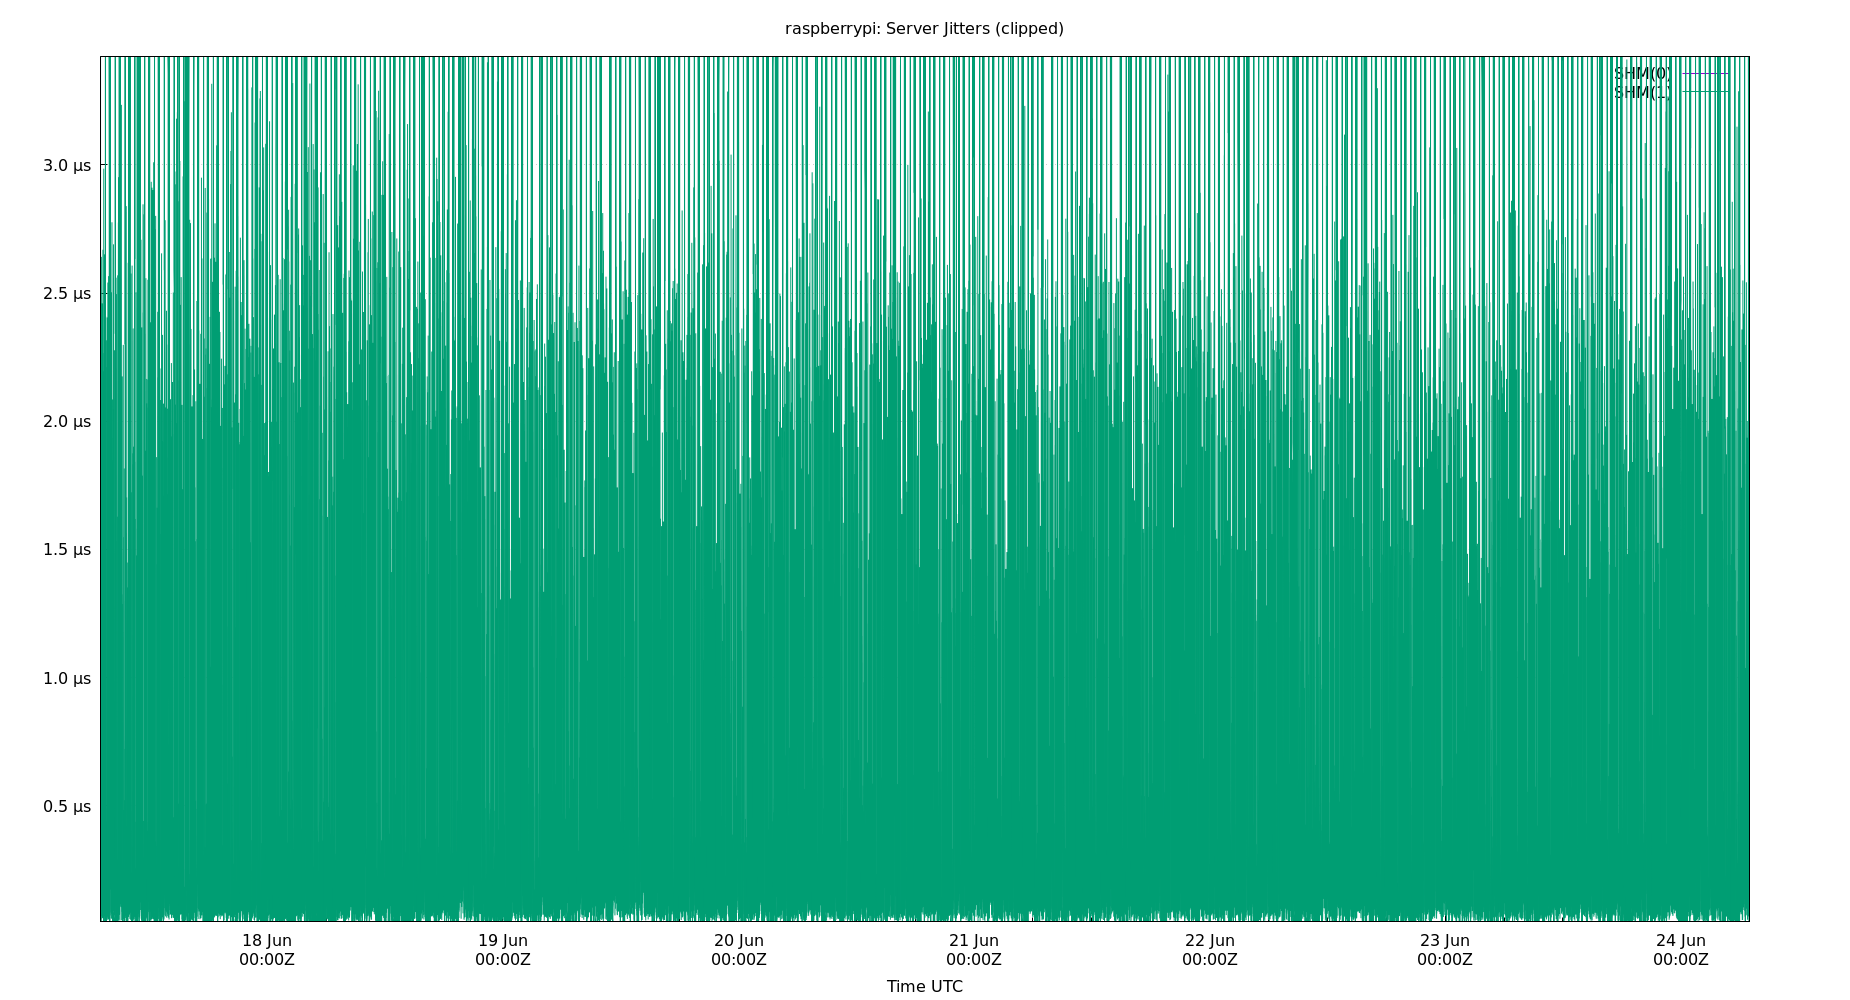 raspberrypi: Server Jitters (clipped)
SHM(0)
SHM(1)
3.0 µs
2.5 µs
2.0 µs
1.5 µs
1.0 µs
0.5 µs
18 Jun 19 Jun 20 Jun 21 Jun 22 Jun 23 Jun 24 Jun
00:00Z 00:00Z 00:00Z 00:00Z 00:00Z 00:00Z 00:00Z
Time UTC